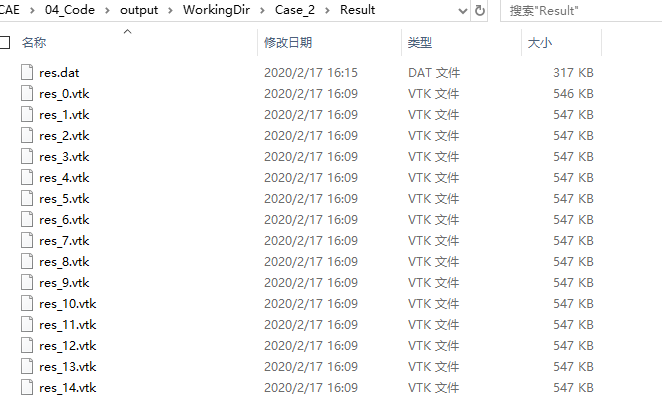 CAE > 04_Code > output > WorkingDir > Case_2 > Result 搜索"Result"
名称 修改日期 类型 大小
res.dat 2020/2/17 16:15 DAT 文件 317 KB
res_0.vtk 2020/2/17 16:09 VTK 文件 546 KB
res_1.vtk 2020/2/17 16:09 VTK 文件 547 KB
res_2.vtk 2020/2/17 16:09 VTK 文件 547 KB
res_3.vtk 2020/2/17 16:09 VTK 文件 547 KB
res_4.vtk 2020/2/17 16:09 VTK 文件 547 KB
res_5.vtk 2020/2/17 16:09 VTK 文件 547 KB
res_6.vtk 2020/2/17 16:09 VTK 文件 547 KB
res_7.vtk 2020/2/17 16:09 VTK 文件 547 KB
res_8.vtk 2020/2/17 16:09 VTK 文件 547 KB
res_9.vtk 2020/2/17 16:09 VTK 文件 547 KB
res_10.vtk 2020/2/17 16:09 VTK 文件 547 KB
res_11.vtk 2020/2/17 16:09 VTK 文件 547 KB
res_12.vtk 2020/2/17 16:09 VTK 文件 547 KB
res_13.vtk 2020/2/17 16:09 VTK 文件 547 KB
res_14.vtk 2020/2/17 16:09 VTK 文件 547 KB